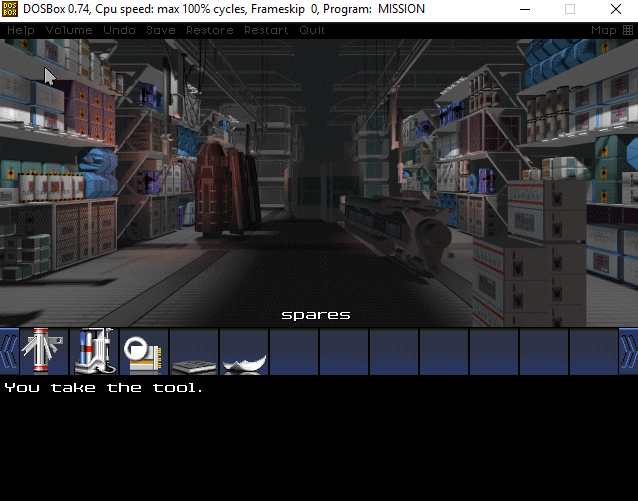 DOSBox 0.74, Cpu speed: max 100% cycles, Frameskip 0, Program: MISSION
Help Volume Undo Save Restore Restart Quit Map
spares
You take the tool.